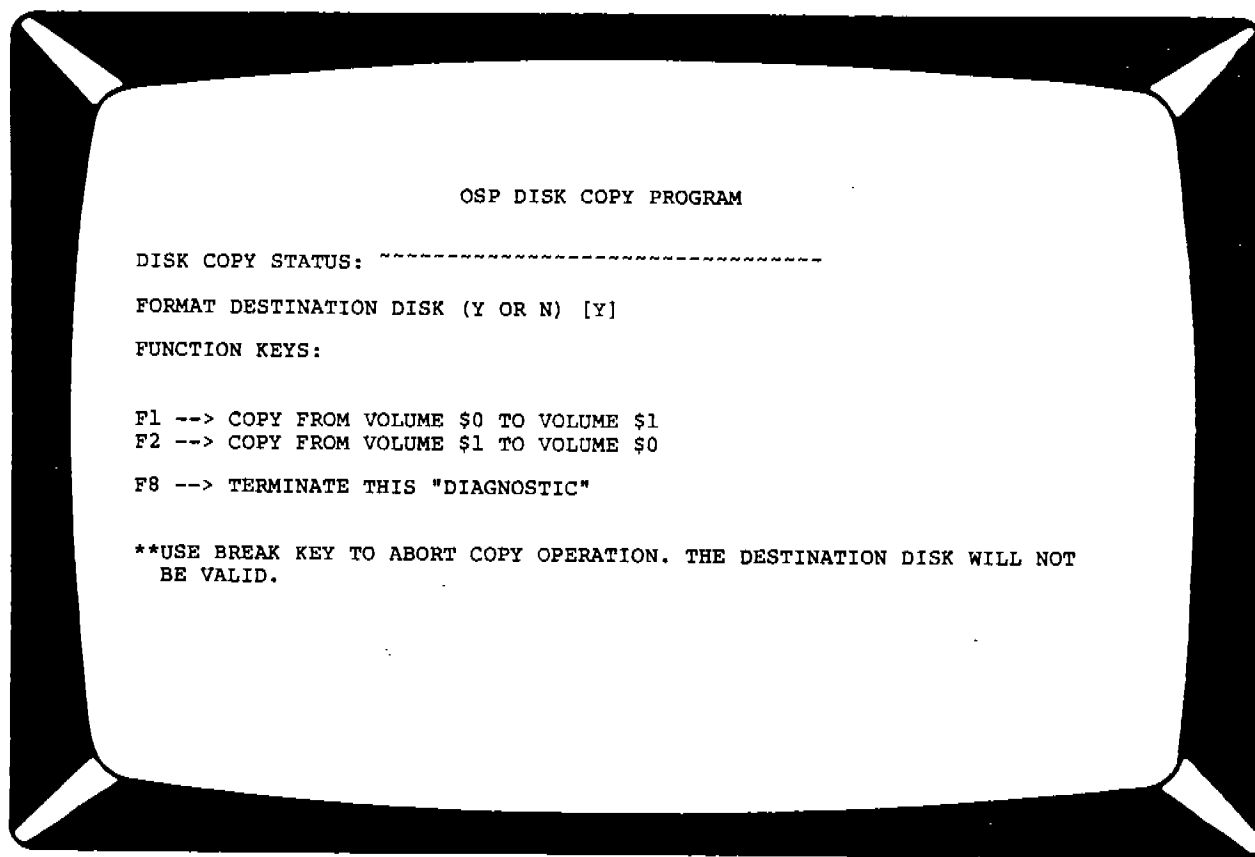 OSP DISK COPY PROGRAM
DISK COPY STATUS: ~~~~~~~~~~~~~~~~~~~~~~~~~~~~~~~~~
FORMAT DESTINATION DISK (Y OR N) [Y]
FUNCTION KEYS:
F1 --> COPY FROM VOLUME $0 TO VOLUME $1
F2 --> COPY FROM VOLUME $1 TO VOLUME $0
F8 --> TERMINATE THIS "DIAGNOSTIC"
**USE BREAK KEY TO ABORT COPY OPERATION. THE DESTINATION DISK WILL NOT
BE VALID.